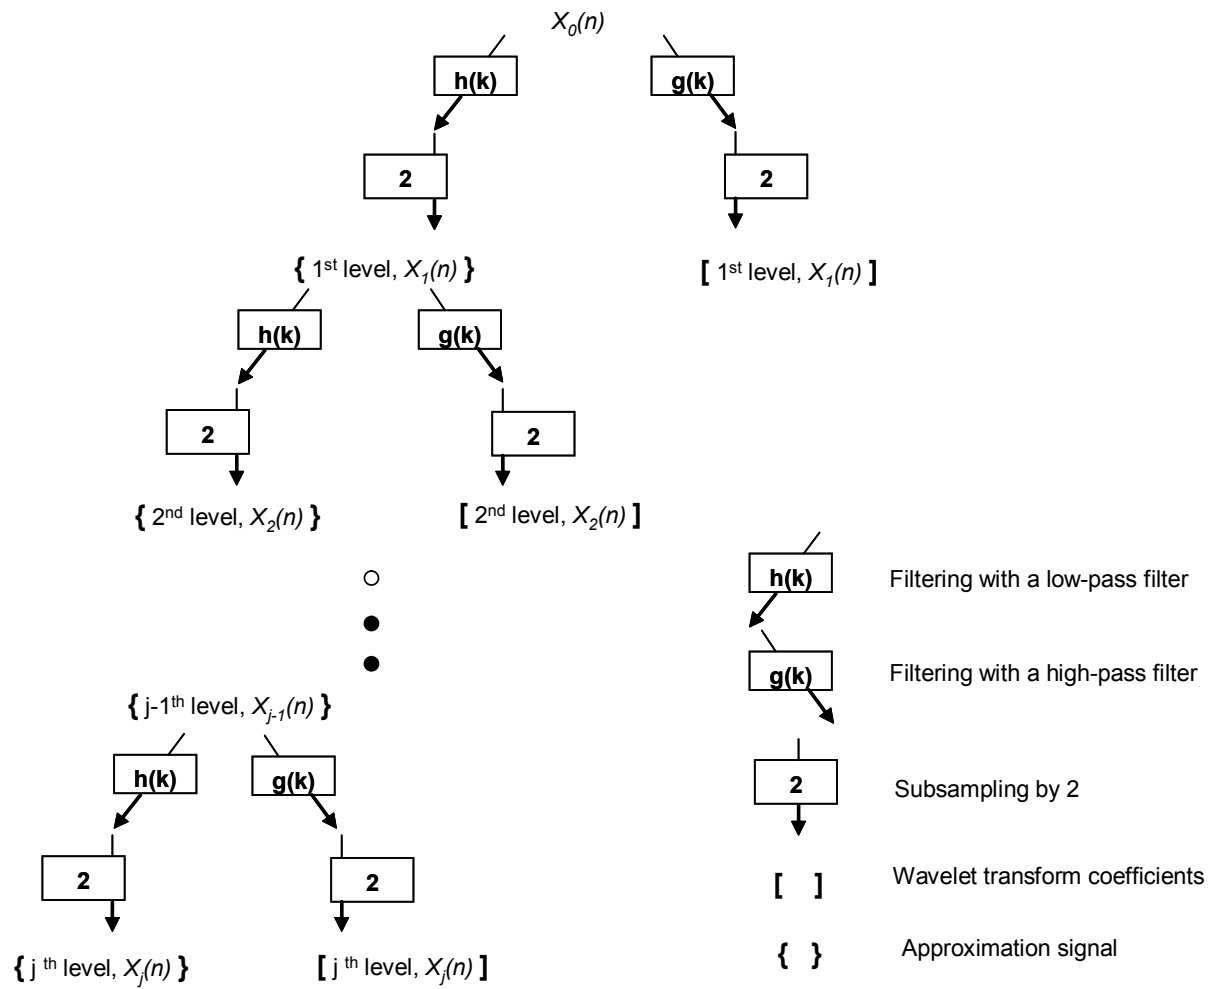 X0(n)
h(k)
g(k)
2
2
{ 1st level, X1(n) }
[ 1st level, X1(n) ]
h(k)
g(k)
2
2
{ 2nd level, X2(n) }
[ 2nd level, X2(n) ]
h(k)
Filtering with a low-pass filter
g(k)
Filtering with a high-pass filter
{ j-1th level, Xj-1(n) }
h(k)
g(k)
2
Subsampling by 2
2
2
[ ]
Wavelet transform coefficients
{ }
Approximation signal
{ j th level, Xj(n) }
[ j th level, Xj(n) ]